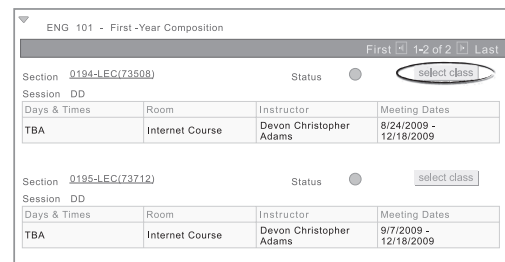 ENG 101 - First-Year Composition
First 1-2 of 2 Last
Section 0194-LEC(73508) Status select class
Session DD
Days & Times Room Instructor Meeting Dates
TBA Internet Course Devon Christopher Adams 8/24/2009 - 12/18/2009
Section 0195-LEC(73712) Status select class
Session DD
Days & Times Room Instructor Meeting Dates
TBA Internet Course Devon Christopher Adams 9/7/2009 - 12/18/2009